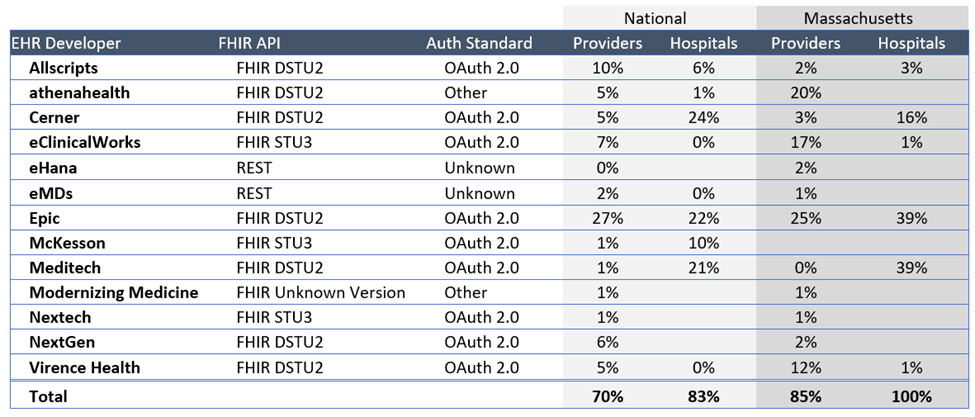 National Massachusetts
EHR Developer FHIR API Auth Standard Providers Hospitals Providers Hospitals
Allscripts FHIR DSTU2 OAuth 2.0 10% 6% 2% 3%
athenahealth FHIR DSTU2 Other 5% 1% 20%
Cerner FHIR DSTU2 OAuth 2.0 5% 24% 3% 16%
eClinicalWorks FHIR STU3 OAuth 2.0 7% 0% 17% 1%
eHana REST Unknown 0% 2%
eMDs REST Unknown 2% 0% 1%
Epic FHIR DSTU2 OAuth 2.0 27% 22% 25% 39%
McKesson FHIR STU3 OAuth 2.0 1% 10%
Meditech FHIR DSTU2 OAuth 2.0 1% 21% 0% 39%
Modernizing Medicine FHIR Unknown Version Other 1% 1%
Nextech FHIR STU3 OAuth 2.0 1% 1%
NextGen FHIR DSTU2 OAuth 2.0 6% 2%
Virence Health FHIR DSTU2 OAuth 2.0 5% 0% 12% 1%
Total 70% 83% 85% 100%